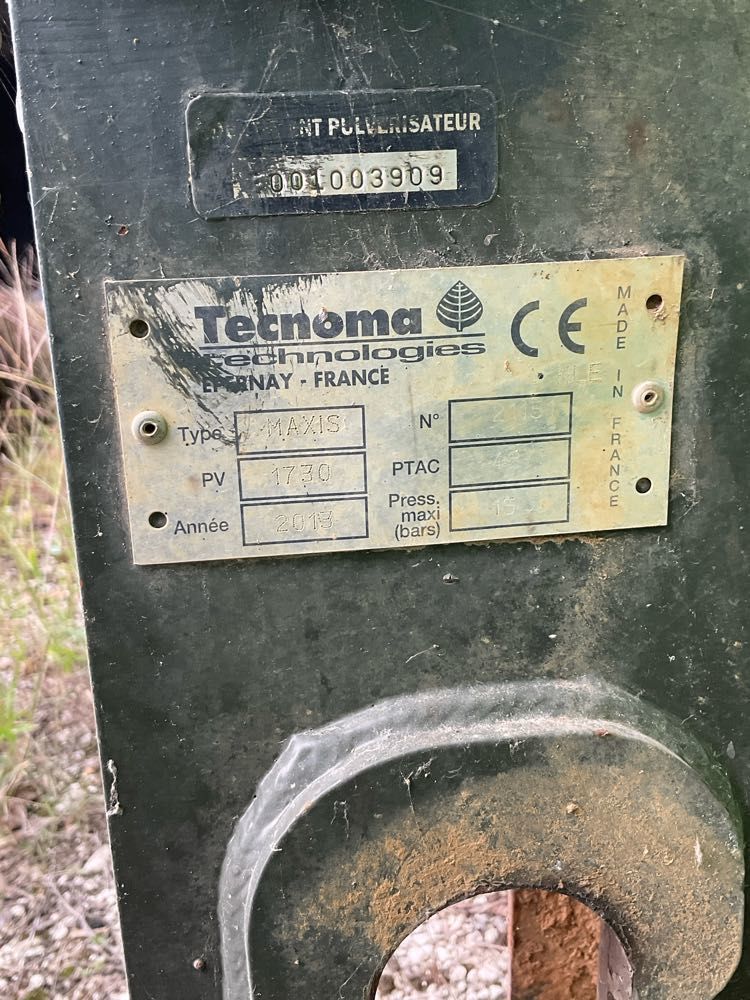 NT PULVERISATEUR
001003909
Tecnoma
technologies
EPERNAY - FRANCE
CE
MADE IN FRANCE
Type MAXIS
N°
PV 1730
PTAC
Année 2013
Press.
maxi
(bars)